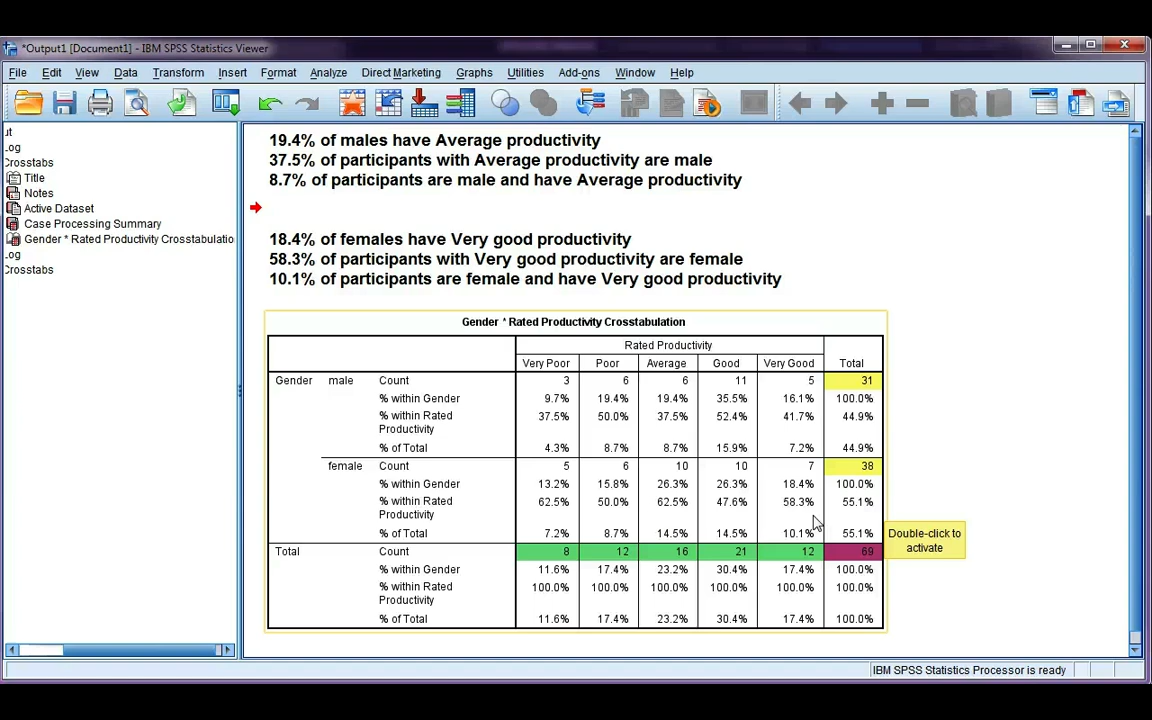 *Output1 [Document1] - IBM SPSS Statistics Viewer
File Edit View Data Transform Insert Format Analyze Direct Marketing Graphs Utilities Add-ons Window Help
ut
Log
Crosstabs
Title
Notes
Active Dataset
Case Processing Summary
Gender * Rated Productivity Crosstabulatio
Log
Crosstabs
19.4% of males have Average productivity
37.5% of participants with Average productivity are male
8.7% of participants are male and have Average productivity
18.4% of females have Very good productivity
58.3% of participants with Very good productivity are female
10.1% of participants are female and have Very good productivity
Gender * Rated Productivity Crosstabulation
Rated Productivity
Very Poor Poor Average Good Very Good Total
Gender male Count 3 6 6 11 5 31
% within Gender 9.7% 19.4% 19.4% 35.5% 16.1% 100.0%
% within Rated Productivity 37.5% 50.0% 37.5% 52.4% 41.7% 44.9%
% of Total 4.3% 8.7% 8.7% 15.9% 7.2% 44.9%
female Count 5 6 10 10 7 38
% within Gender 13.2% 15.8% 26.3% 26.3% 18.4% 100.0%
% within Rated Productivity 62.5% 50.0% 62.5% 47.6% 58.3% 55.1%
% of Total 7.2% 8.7% 14.5% 14.5% 10.1% 55.1%
Total Count 8 12 16 21 12 69
% within Gender 11.6% 17.4% 23.2% 30.4% 17.4% 100.0%
% within Rated Productivity 100.0% 100.0% 100.0% 100.0% 100.0% 100.0%
% of Total 11.6% 17.4% 23.2% 30.4% 17.4% 100.0%
Double-click to
activate
IBM SPSS Statistics Processor is ready